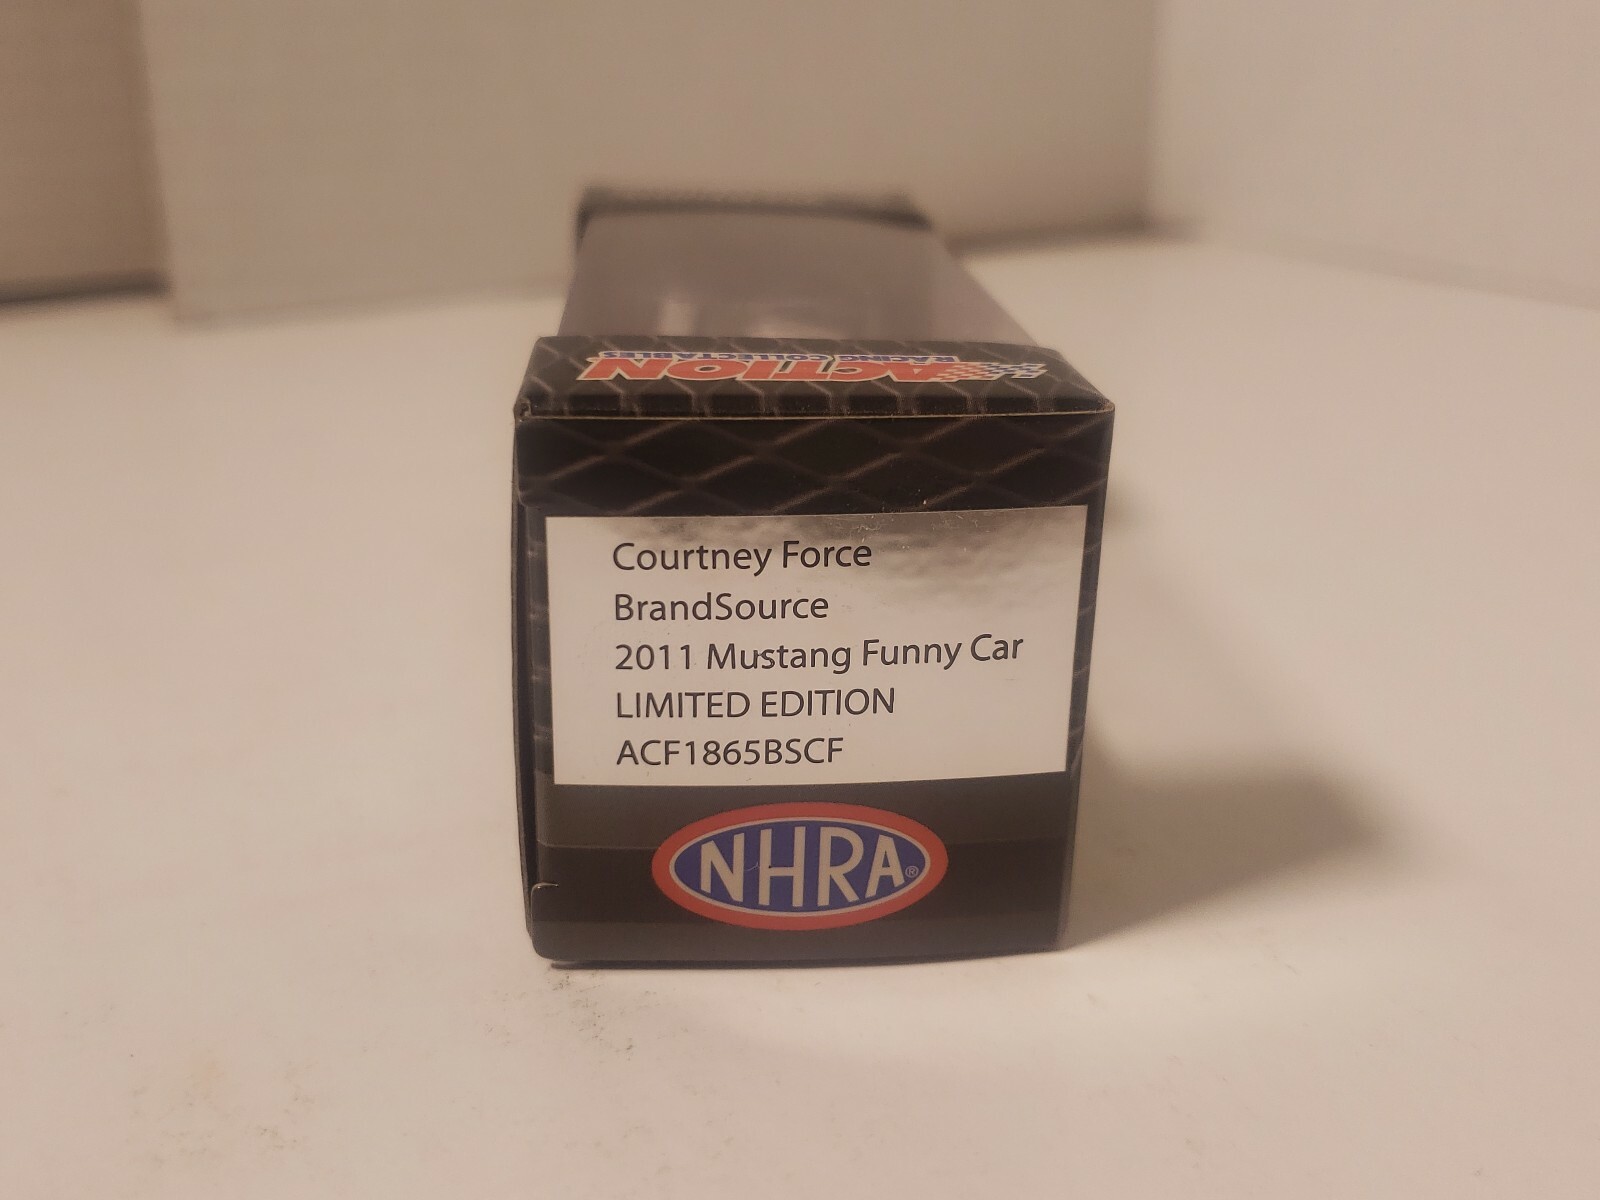 ACTION
RACING COLLECTABLES
Courtney Force
BrandSource
2011 Mustang Funny Car
LIMITED EDITION
ACF1865BSCF
NHRA®